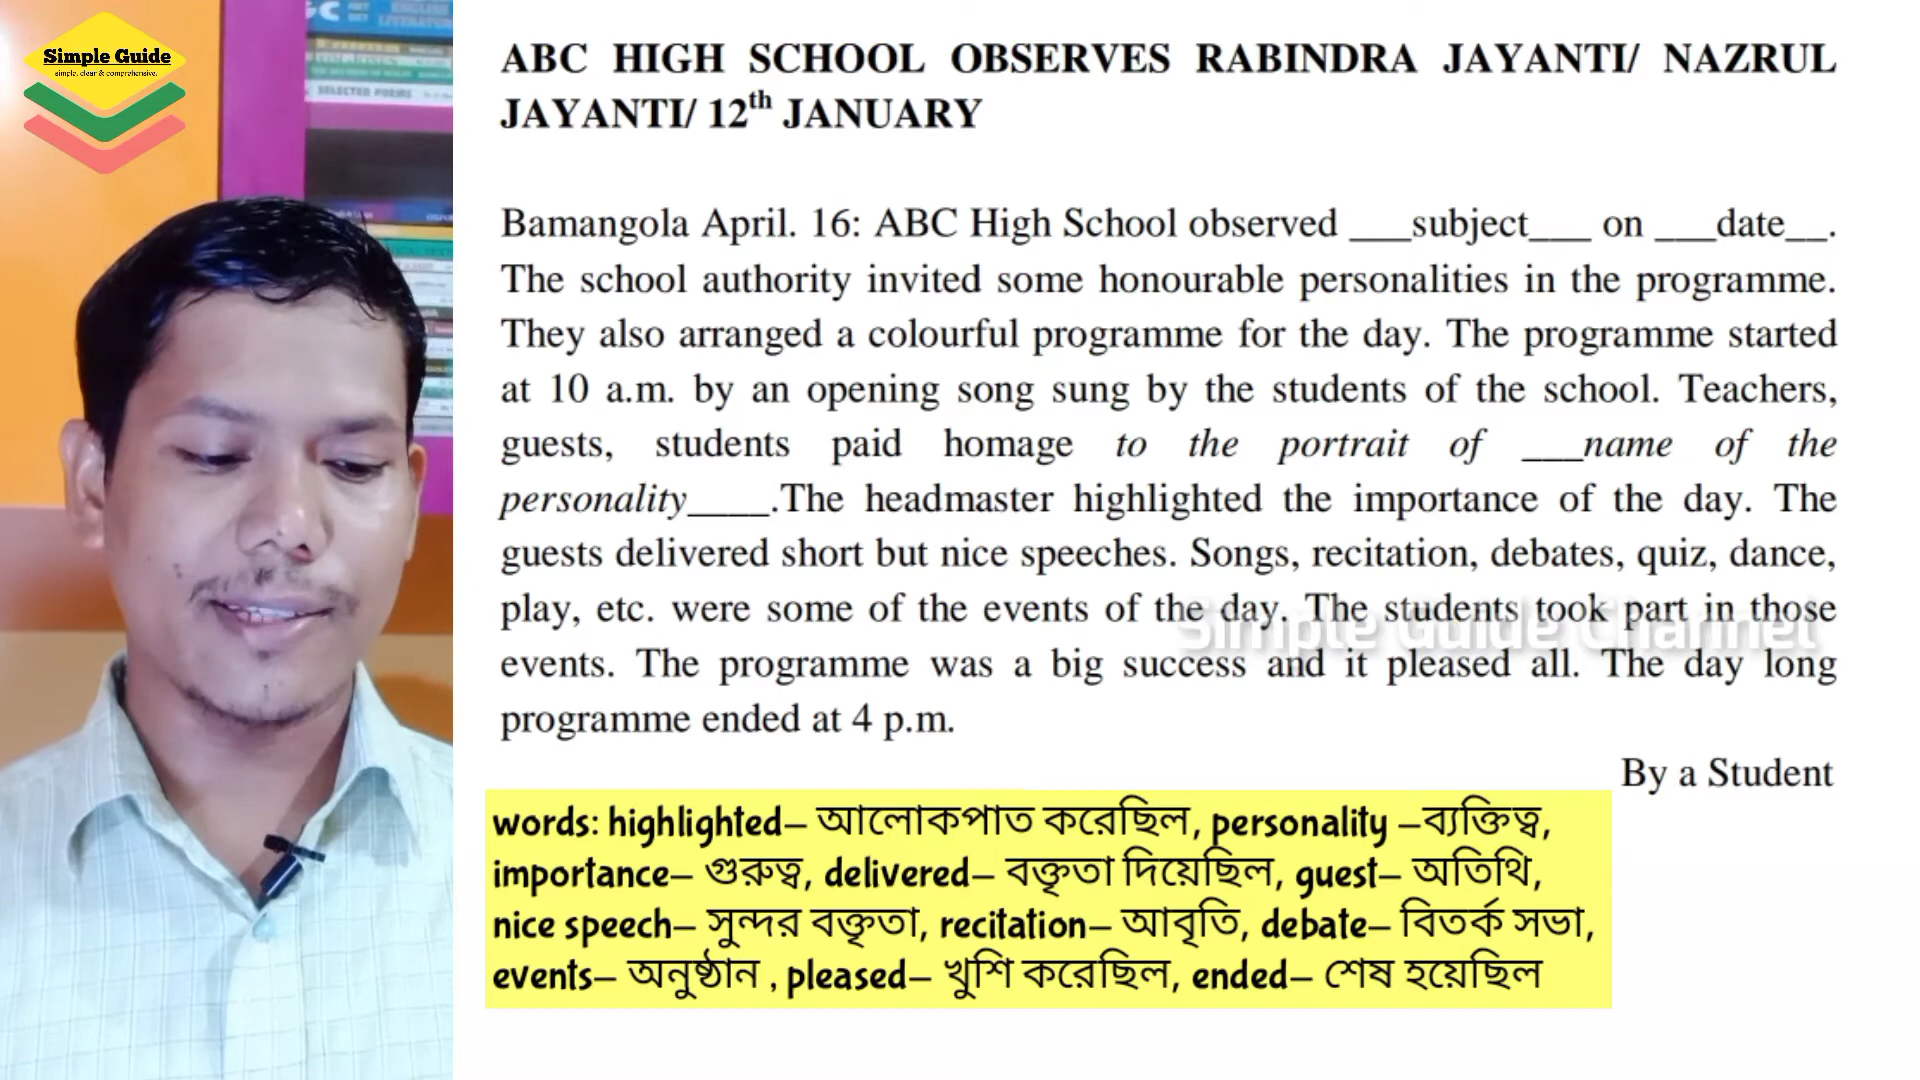 Simple Guide
simple, clear & comprehensive.
SELECTED POEMS
ABC HIGH SCHOOL OBSERVES RABINDRA JAYANTI/ NAZRUL
JAYANTI/ 12th JANUARY
Bamangola April. 16: ABC High School observed ___subject___ on ___date__.
The school authority invited some honourable personalities in the programme.
They also arranged a colourful programme for the day. The programme started
at 10 a.m. by an opening song sung by the students of the school. Teachers,
guests, students paid homage to the portrait of ___name of the
personality____.The headmaster highlighted the importance of the day. The
guests delivered short but nice speeches. Songs, recitation, debates, quiz, dance,
play, etc. were some of the events of the day. The students took part in those
Simple Guide Channel
events. The programme was a big success and it pleased all. The day long
programme ended at 4 p.m.
By a Student
words: highlighted– আলোকপাত করেছিল, personality –ব্যক্তিত্ব,
importance– গুরুত্ব, delivered– বক্তৃতা দিয়েছিল, guest– অতিথি,
nice speech– সুন্দর বক্তৃতা, recitation– আবৃতি, debate– বিতর্ক সভা,
events– অনুষ্ঠান , pleased– খুশি করেছিল, ended– শেষ হয়েছিল